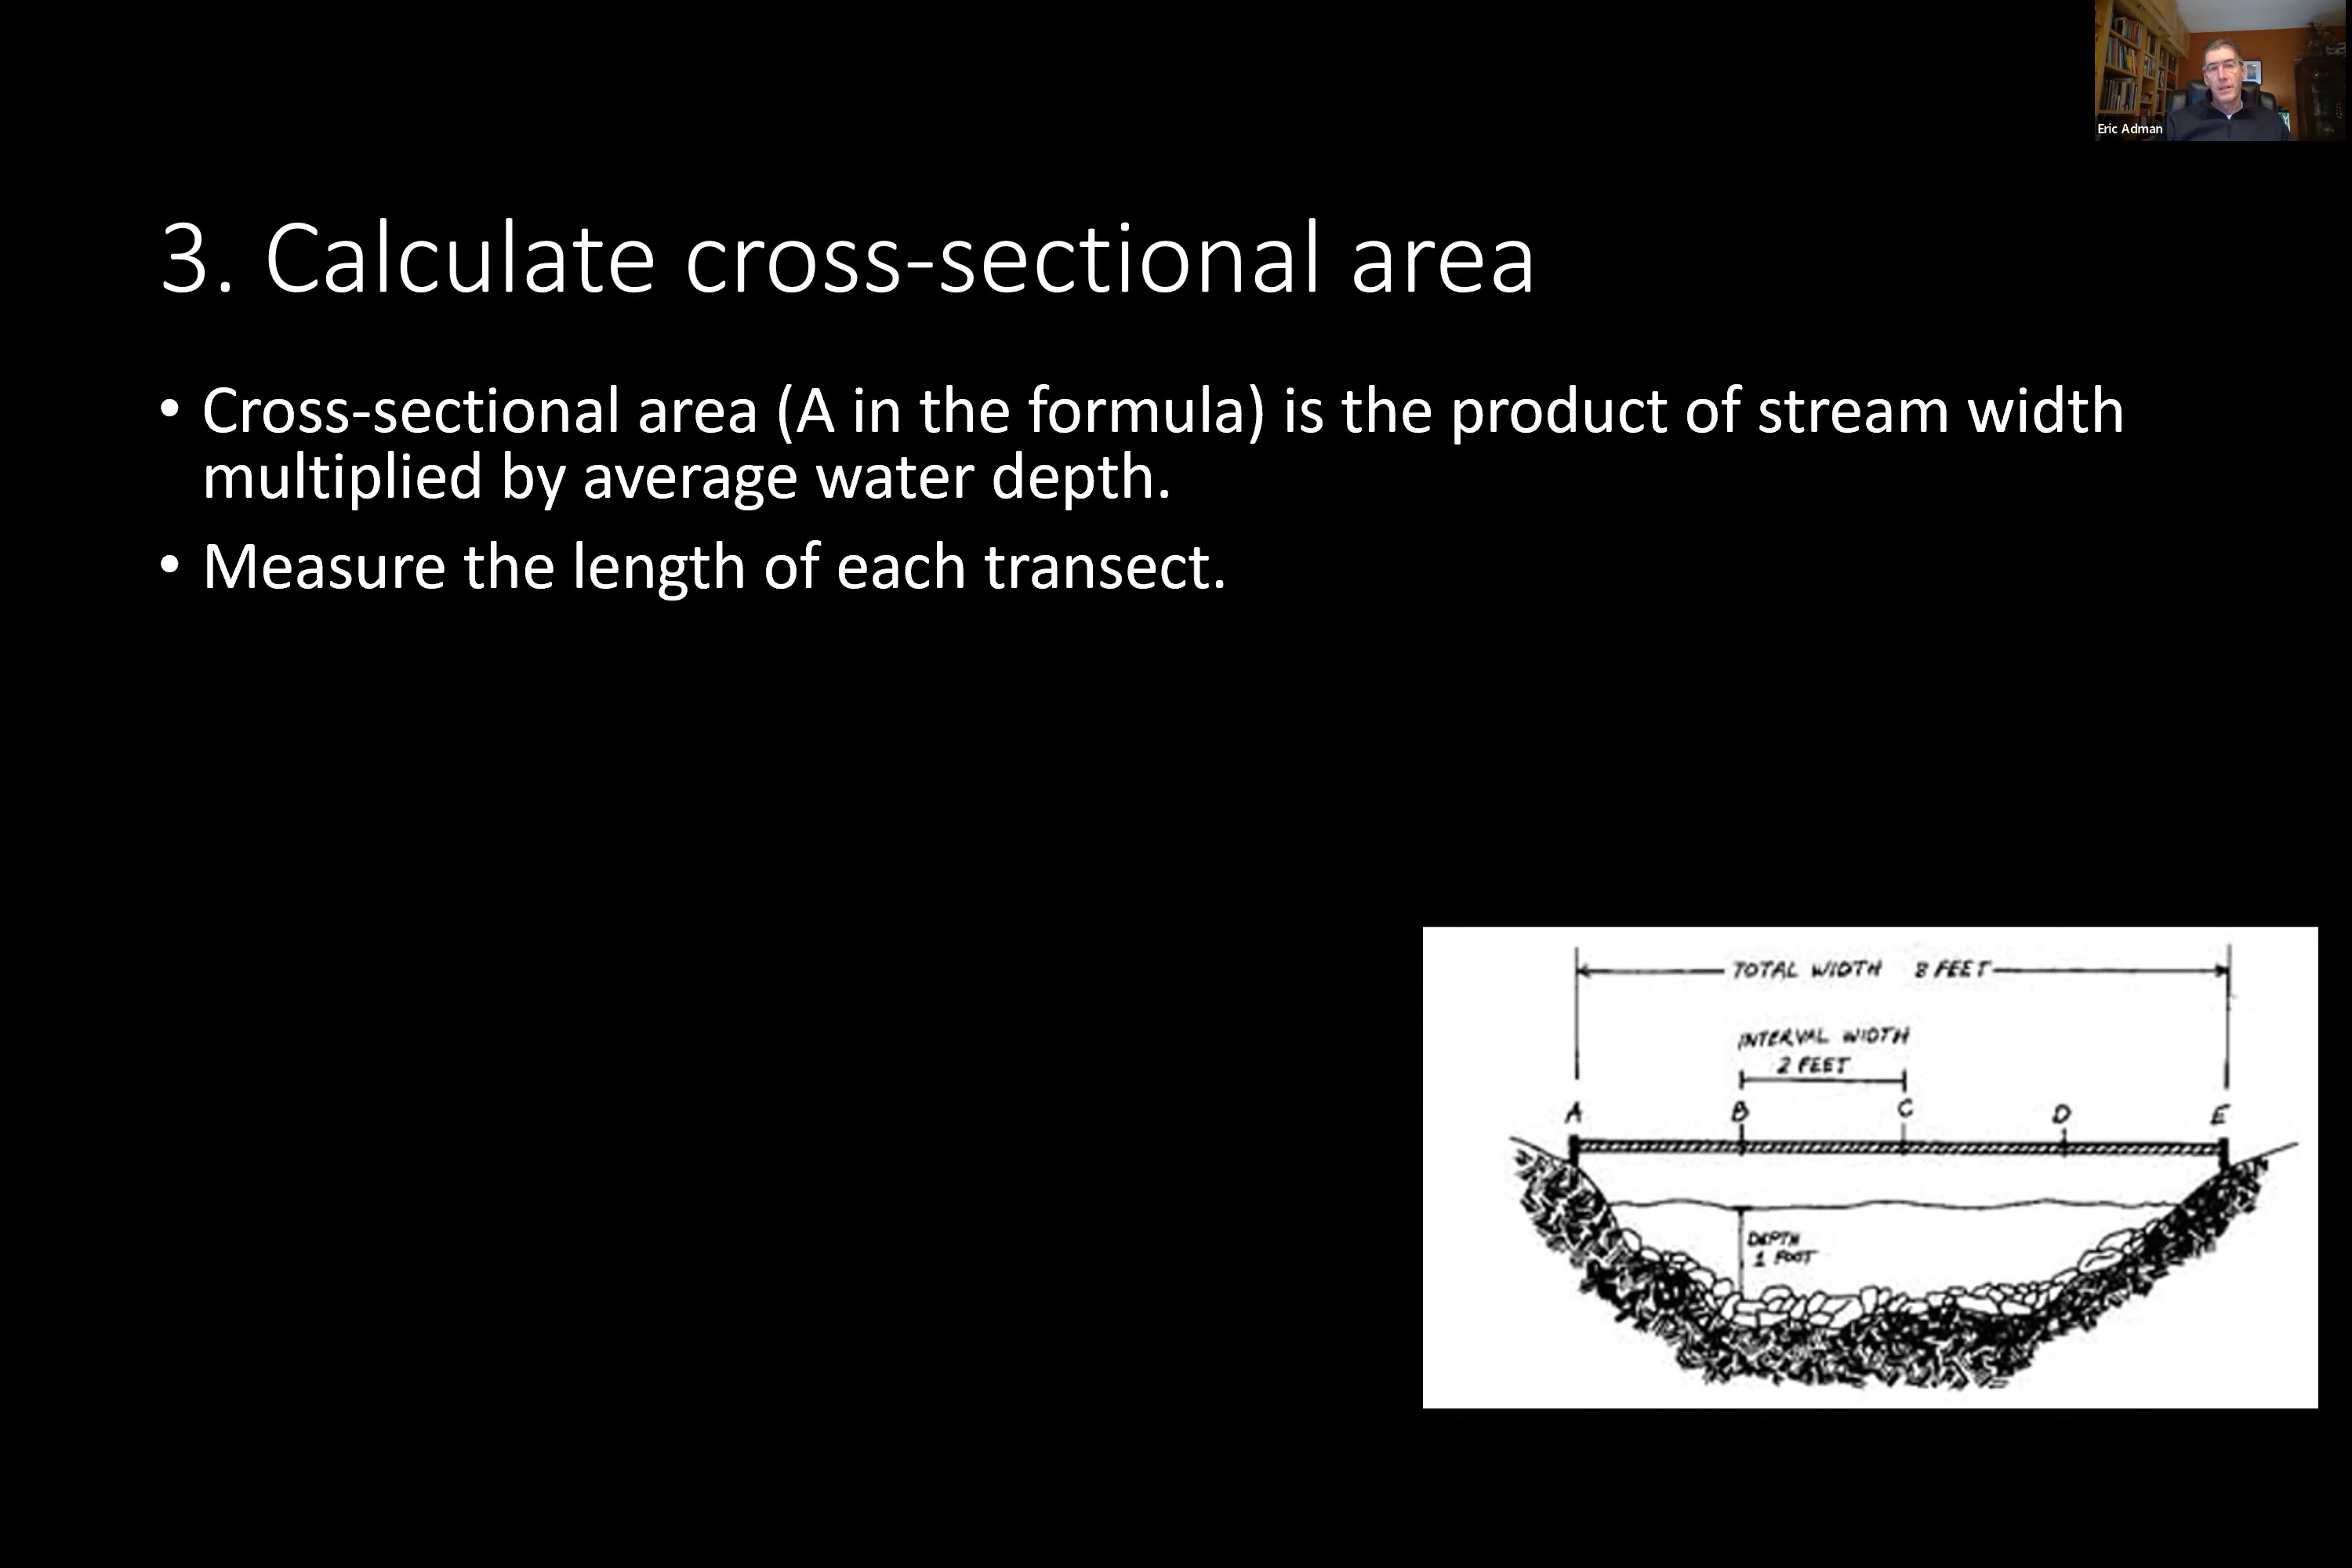 Eric Adman
3. Calculate cross-sectional area
• Cross-sectional area (A in the formula) is the product of stream width
multiplied by average water depth.
• Measure the length of each transect.
TOTAL WIDTH 8 FEET
INTERVAL WIDTH
2 FEET
A B C D E
DEPTH
1 FOOT